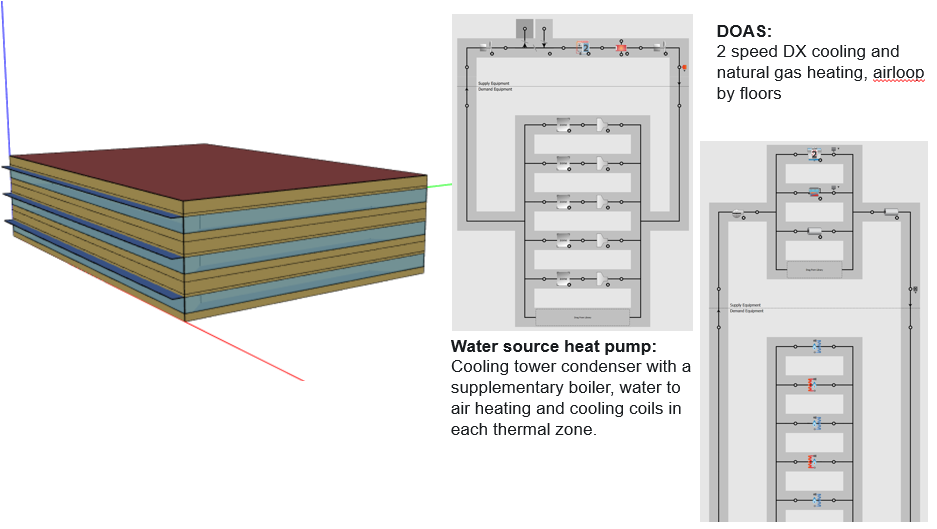 DOAS:
2 speed DX cooling and
natural gas heating, airloop
by floors
Supply Equipment
Demand Equipment
Water source heat pump:
Cooling tower condenser with a
supplementary boiler, water to
air heating and cooling coils in
each thermal zone.
2
2
Supply Equipment
Demand Equipment